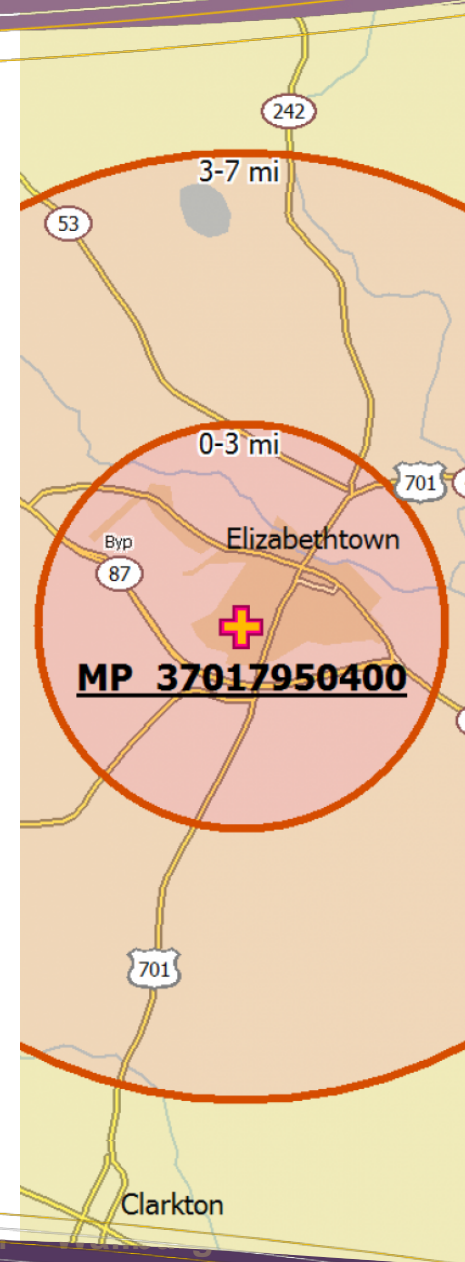 242
3-7 mi
53
0-3 mi
701
Elizabethtown
Byp
87
MP 37017950400
701
Clarkton